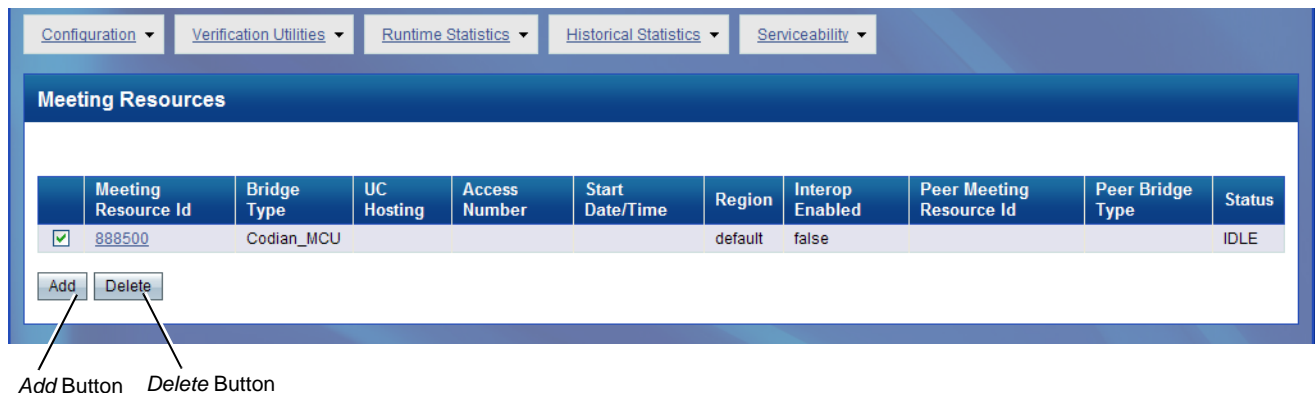 Configuration Verification Utilities Runtime Statistics Historical Statistics Serviceability
Meeting Resources
Meeting Resource Id Bridge Type UC Hosting Access Number Start Date/Time Region Interop Enabled Peer Meeting Resource Id Peer Bridge Type Status
888500 Codian_MCU default false IDLE
Add Delete
Add Button Delete Button